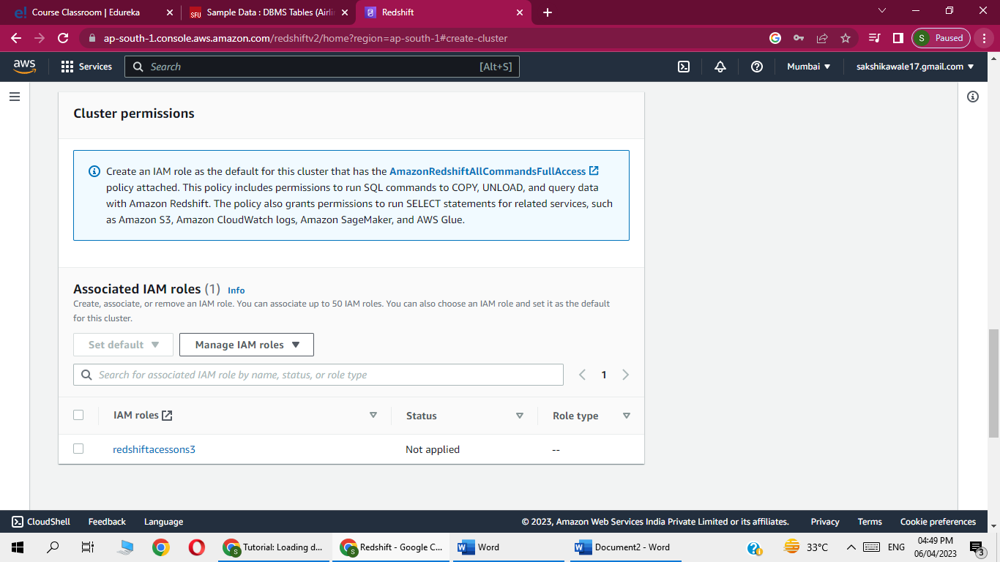 Course Classroom | Edureka
Sample Data : DBMS Tables (Airli
Redshift
ap-south-1.console.aws.amazon.com/redshiftv2/home?region=ap-south-1#create-cluster
S Paused
aws
Services
Search
[Alt+S]
Mumbai
sakshikawale17.gmail.com
Cluster permissions
Create an IAM role as the default for this cluster that has the AmazonRedshiftAllCommandsFullAccess
policy attached. This policy includes permissions to run SQL commands to COPY, UNLOAD, and query data
with Amazon Redshift. The policy also grants permissions to run SELECT statements for related services, such
as Amazon S3, Amazon CloudWatch logs, Amazon SageMaker, and AWS Glue.
Associated IAM roles (1) Info
Create, associate, or remove an IAM role. You can associate up to 50 IAM roles. You can also choose an IAM role and set it as the default
for this cluster.
Set default
Manage IAM roles
Search for associated IAM role by name, status, or role type
1
IAM roles
Status
Role type
redshiftacessons3
Not applied
--
CloudShell
Feedback
Language
© 2023, Amazon Web Services India Private Limited or its affiliates.
Privacy
Terms
Cookie preferences
Tutorial: Loading d...
Redshift - Google C...
Word
Document2 - Word
33°C
ENG
04:49 PM
06/04/2023
3